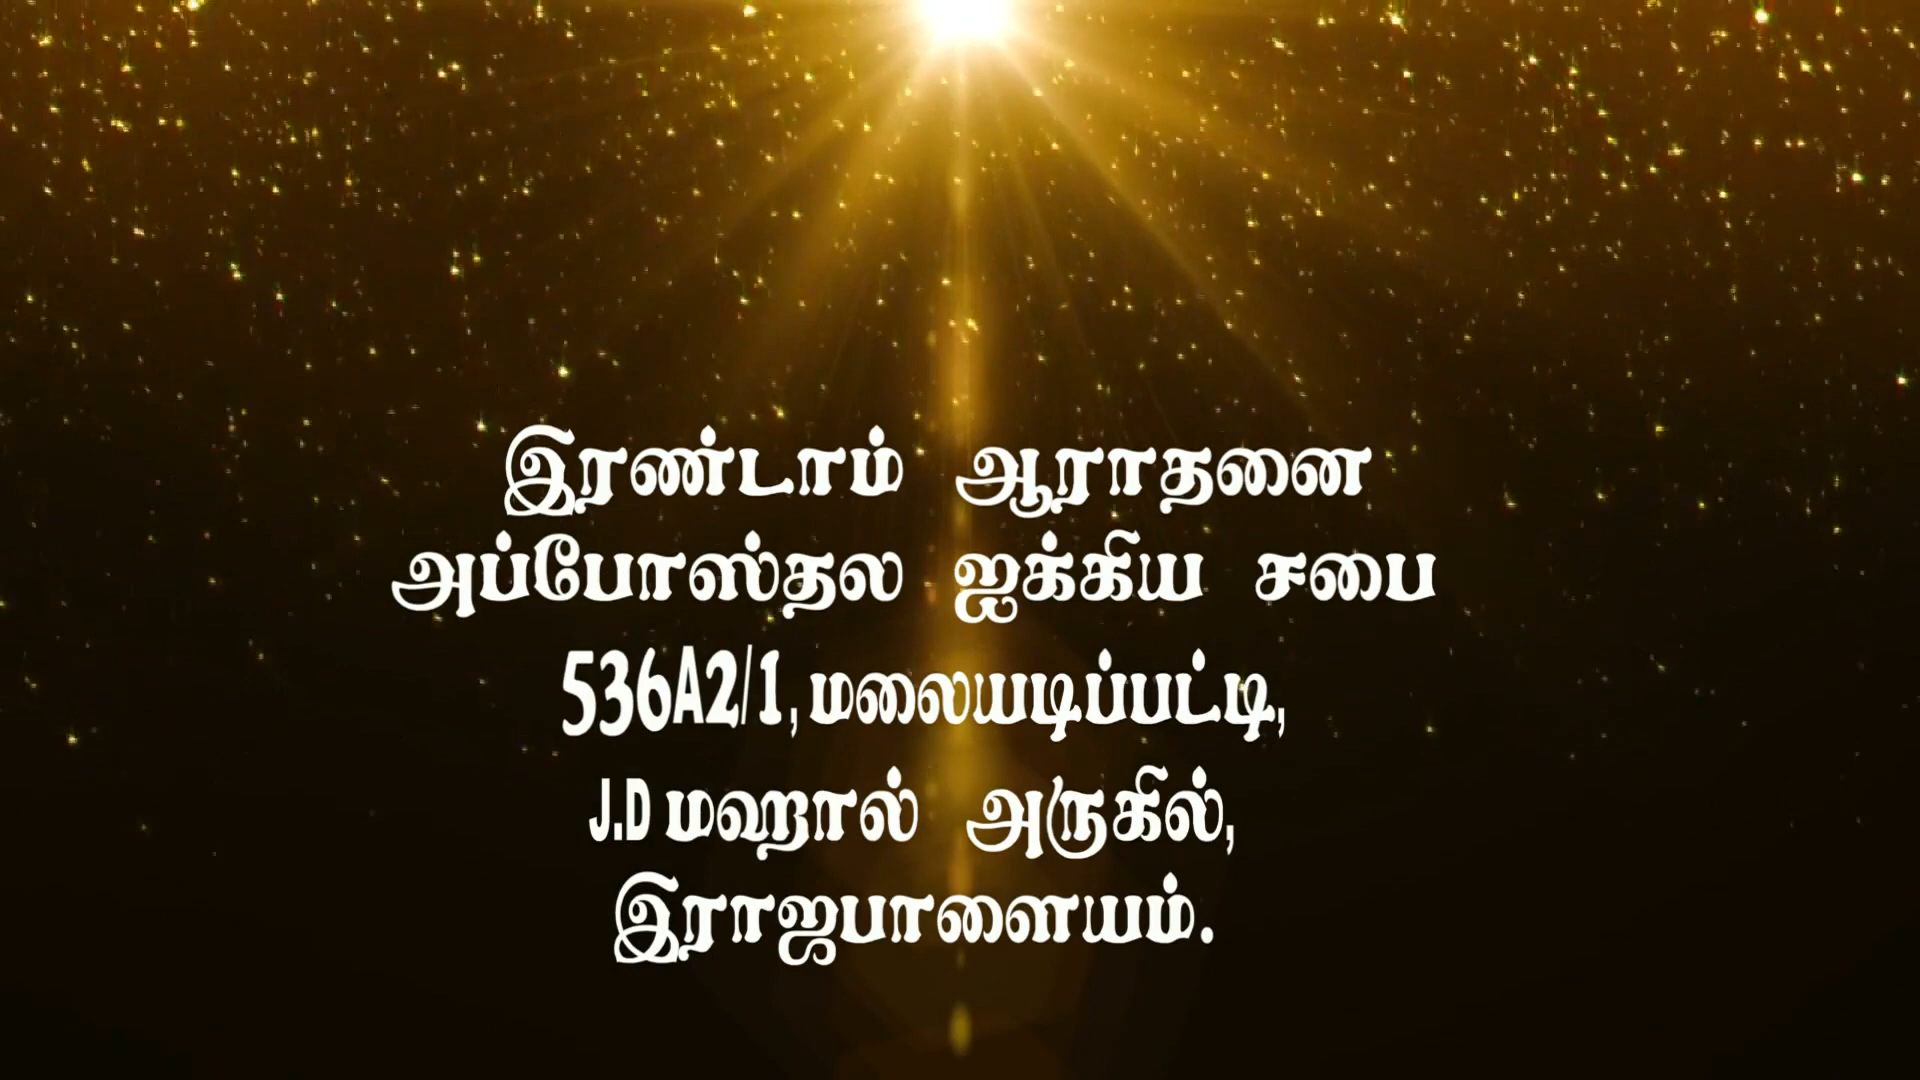 இரண்டாம் ஆராதனை
அப்போஸ்தல ஐக்கிய சபை
536A2/1, மலையடிப்பட்டி,
J.D மஹால் அருகில்,
இராஜபாளையம்.